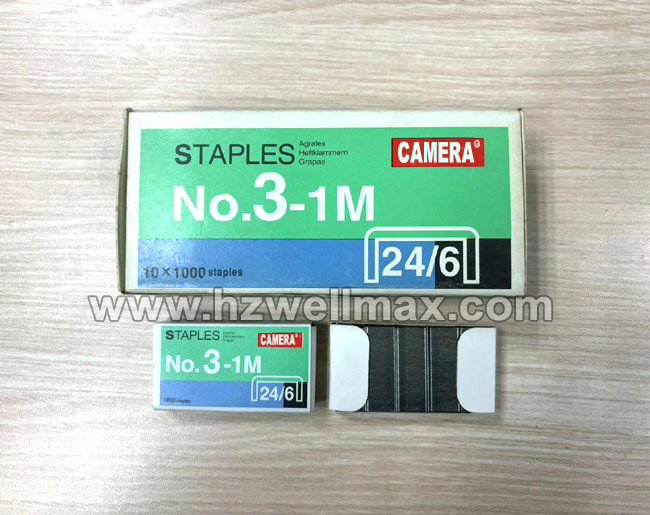 STAPLES
Agrafes
Heftklammern
Grapas
CAMERA
No.3-1M
10×1000 staples
24/6
www.hzwellmax.com
STAPLES
CAMERA
No.3-1M
24/6